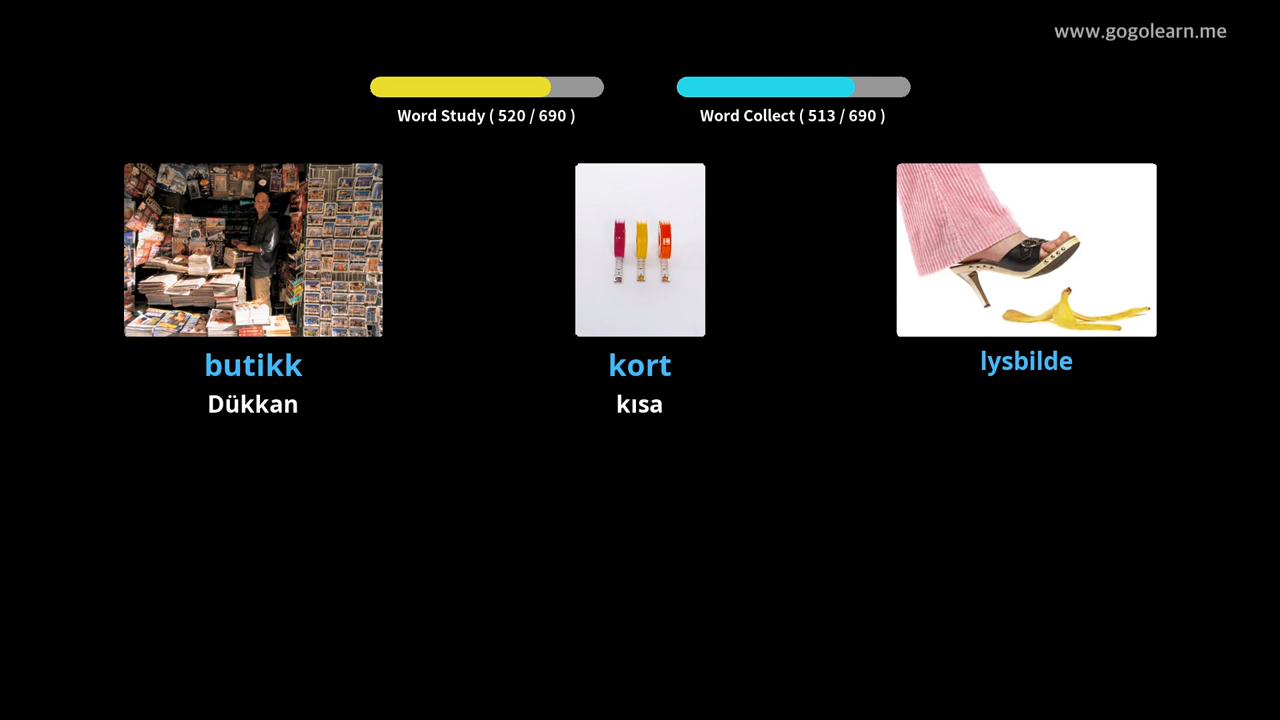 www.gogolearn.me
Word Study ( 520 / 690 )
Word Collect ( 513 / 690 )
butikk
Dükkan
kort
kısa
lysbilde